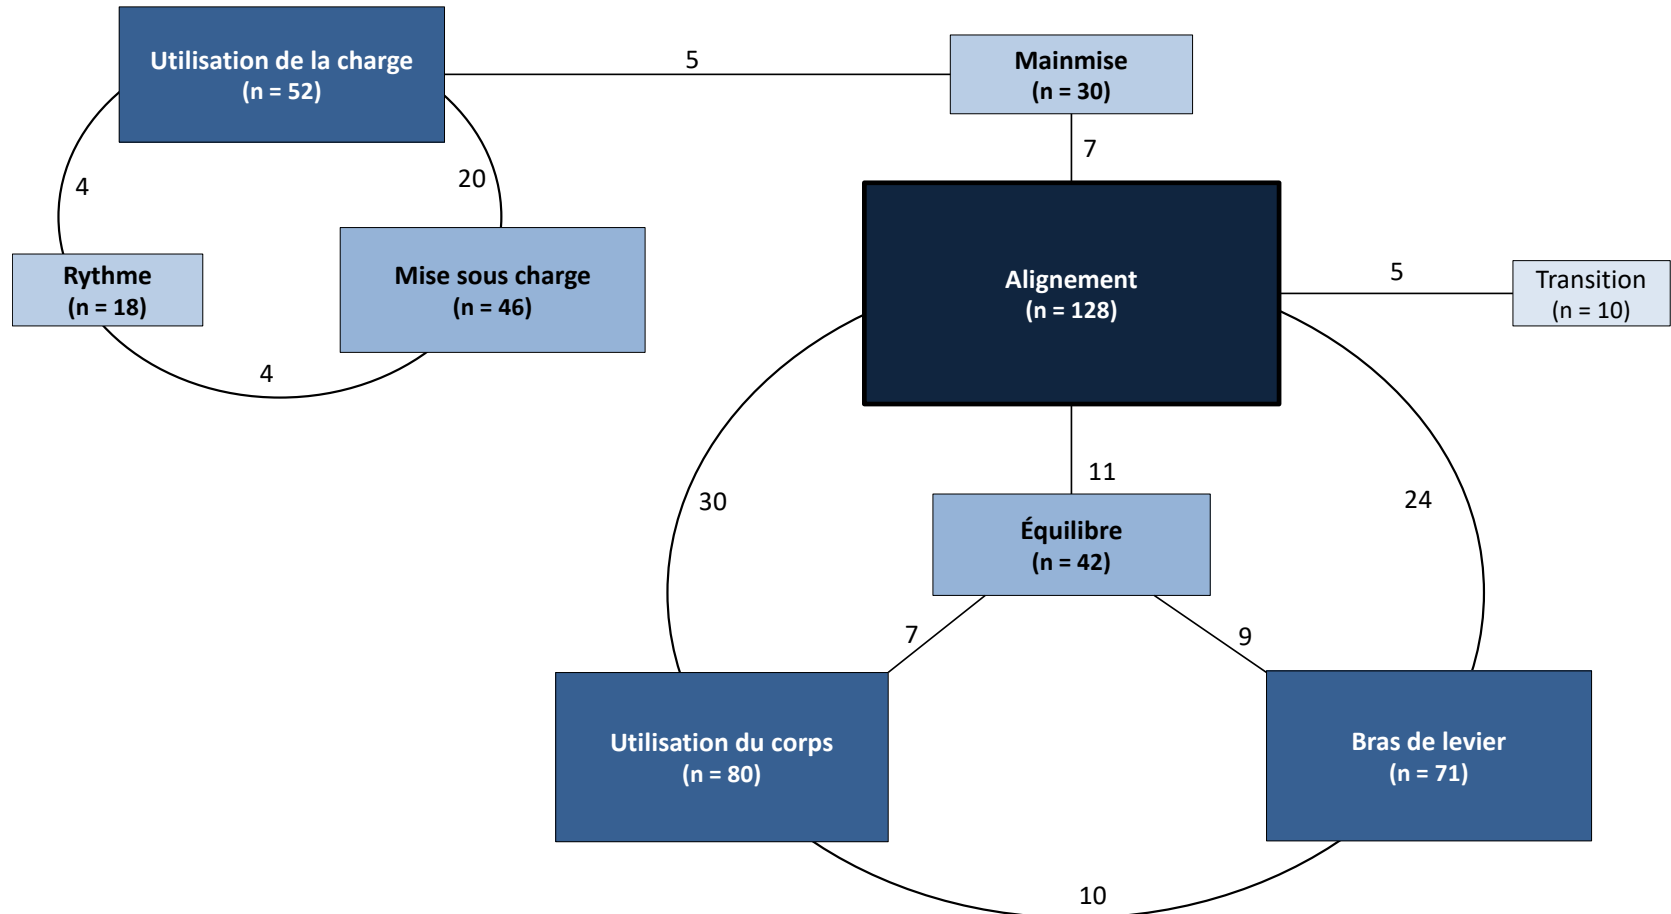 Utilisation de la charge
(n = 52)
5
Mainmise
(n = 30)
7
4
20
Rythme
(n = 18)
Mise sous charge
(n = 46)
4
Alignement
(n = 128)
5
Transition
(n = 10)
11
30
24
Équilibre
(n = 42)
7
9
Utilisation du corps
(n = 80)
Bras de levier
(n = 71)
10